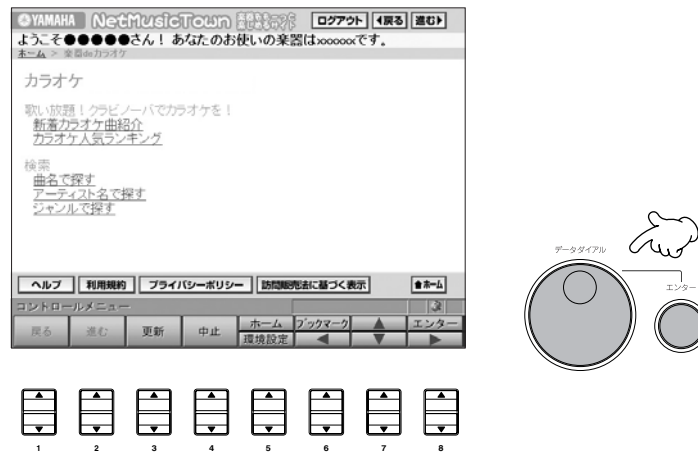 YAMAHA NetMusicTown ログアウト 戻る 進む
ようこそ●●●●●さん！ あなたのお使いの楽器はxxxxxxです。
ホーム > 楽器deカラオケ
カラオケ
歌い放題！クラビノーバでカラオケを！
新着カラオケ曲紹介
カラオケ人気ランキング
検索
曲名で探す
アーティスト名で探す
ジャンルで探す
データダイアル
エンター
ヘルプ 利用規約 プライバシーポリシー 訪問販売法に基づく表示 ホーム
コントロールメニュー
戻る 進む 更新 中止 ホーム ブックマーク エンター
環境設定
1 2 3 4 5 6 7 8